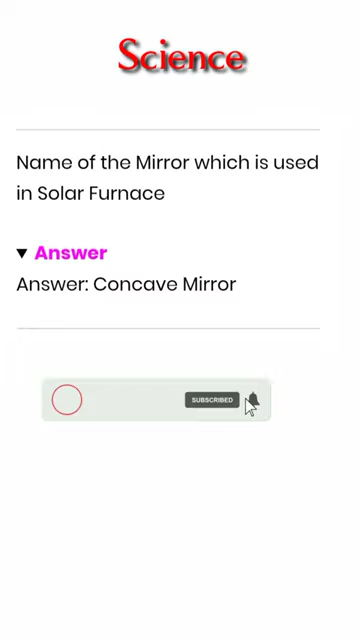 Science
Name of the Mirror which is used
in Solar Furnace
Answer
Answer: Concave Mirror
SUBSCRIBED